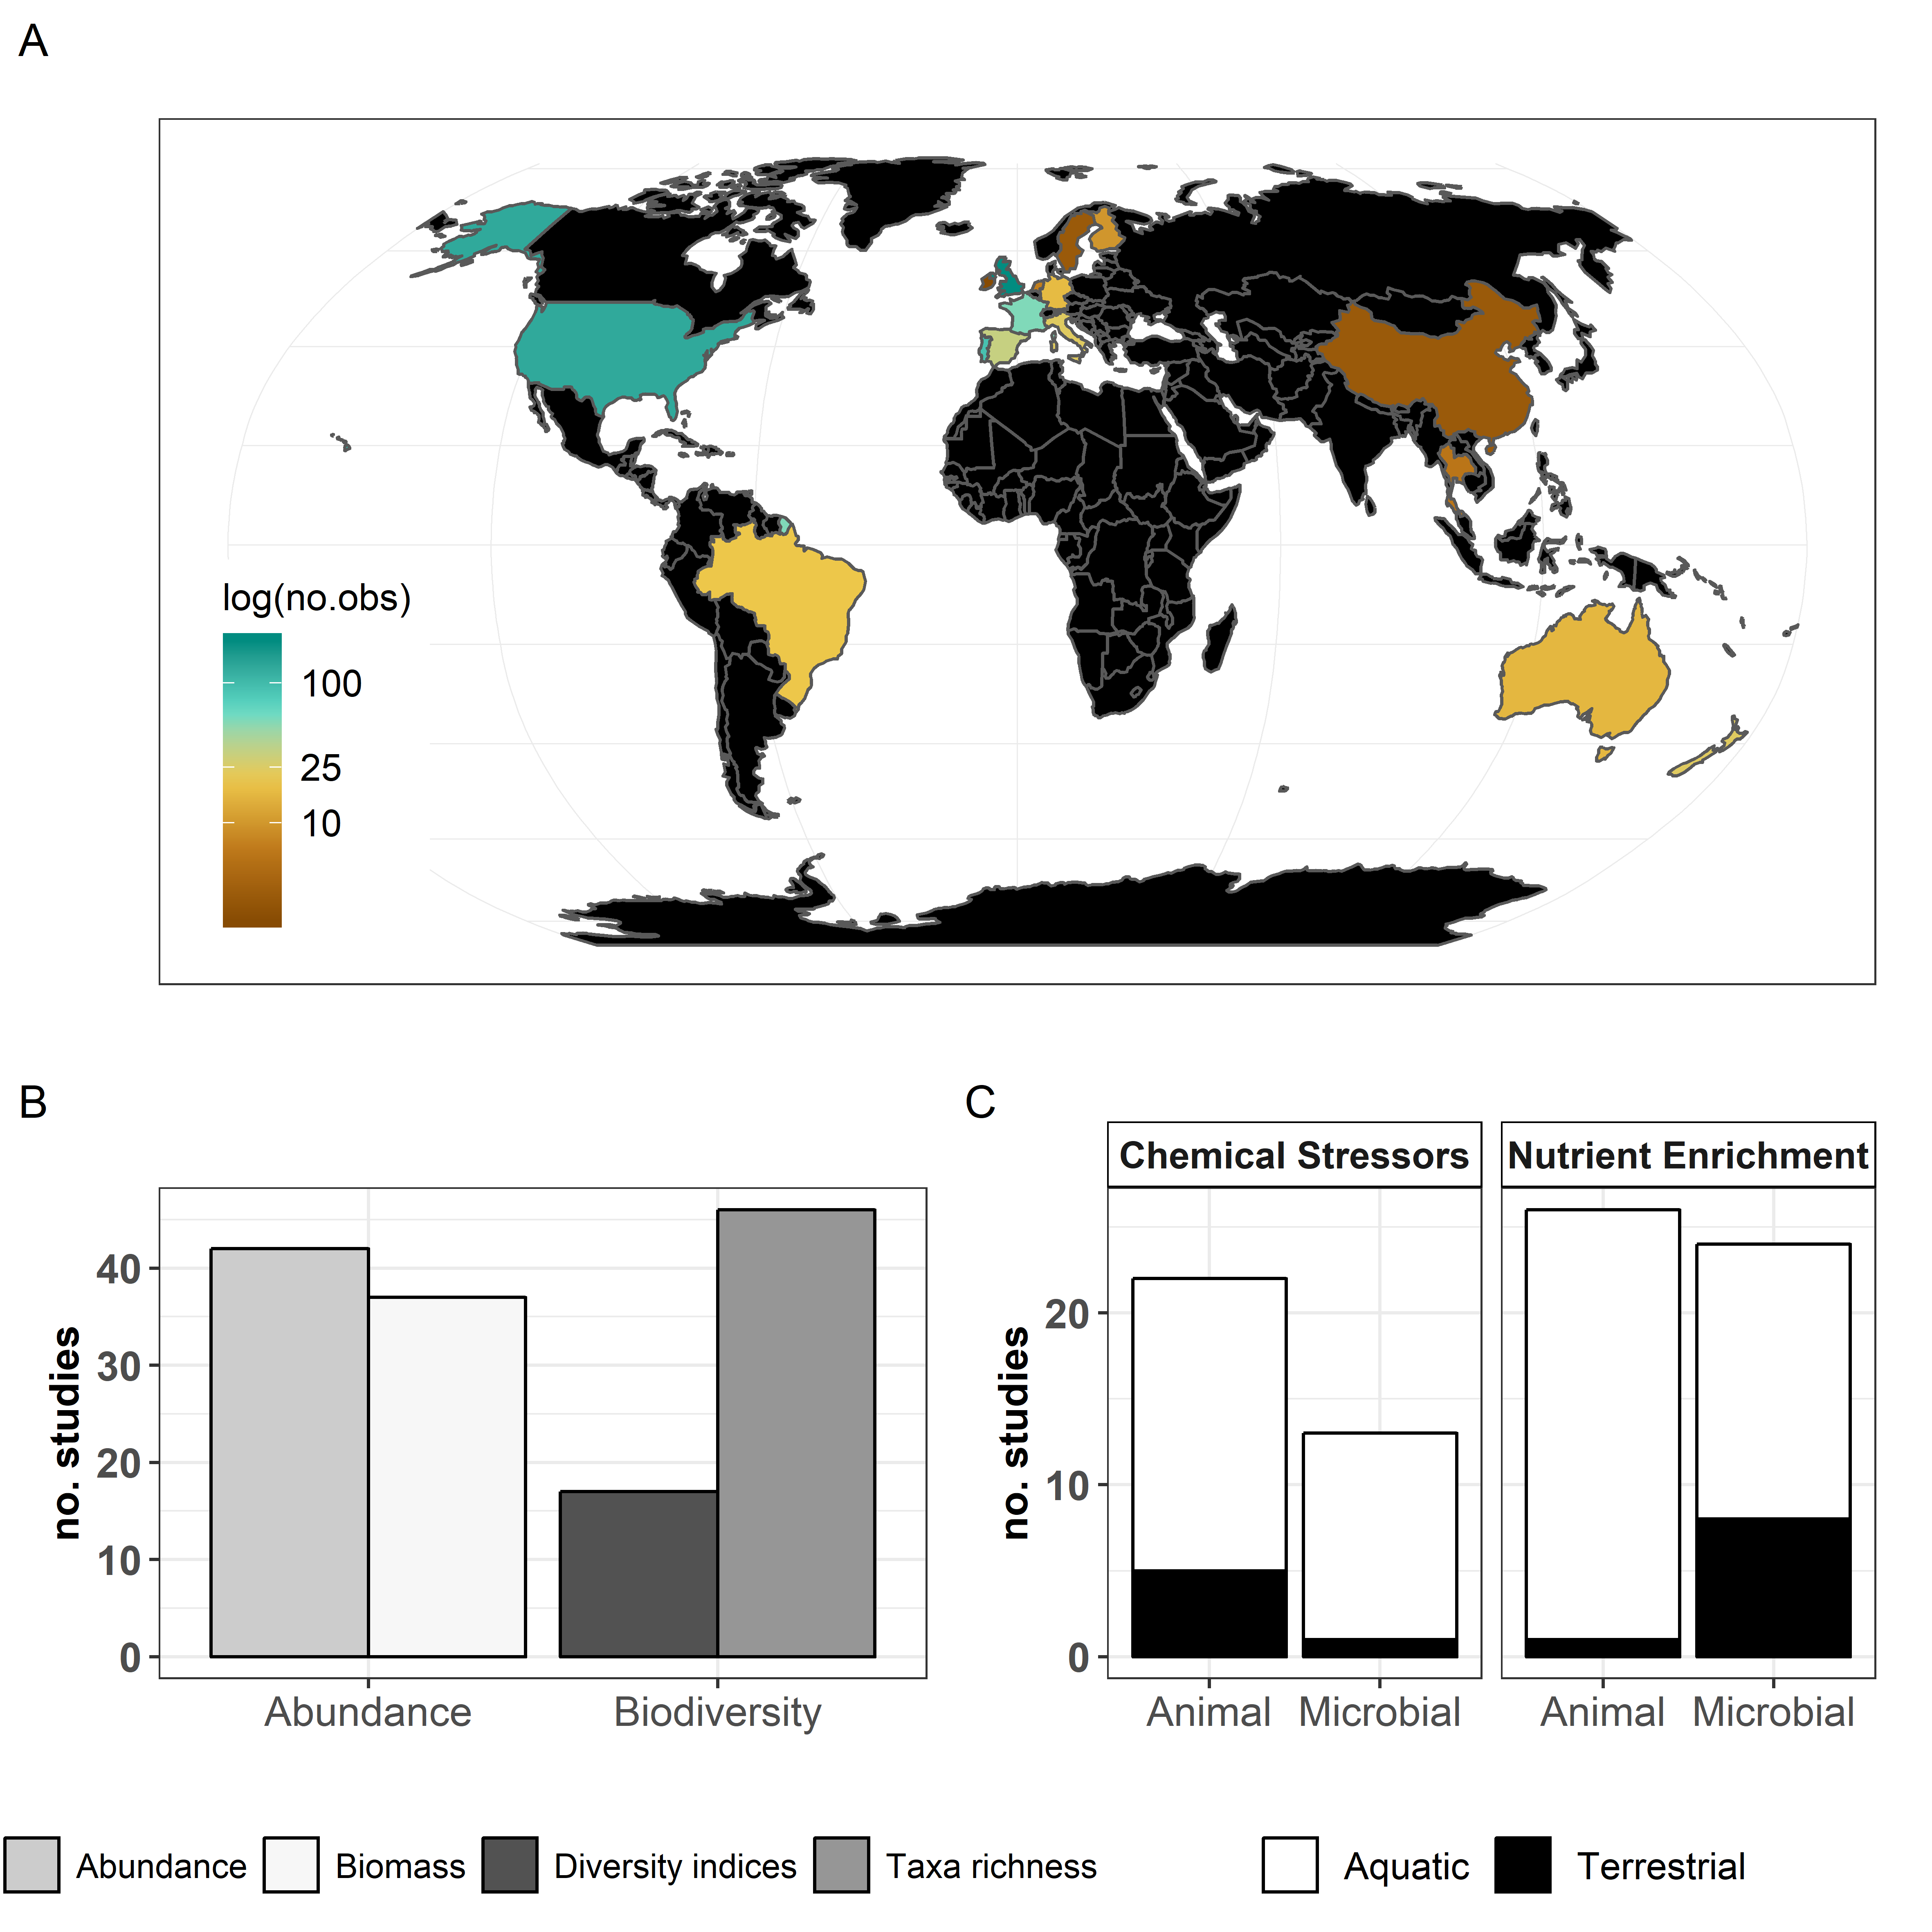 A
log(no.obs)
100
25
10
B
no. studies
40
30
20
10
0
Abundance Biodiversity
C
Chemical Stressors Nutrient Enrichment
no. studies
20
10
0
Animal Microbial Animal Microbial
Abundance Biomass Diversity indices Taxa richness
Aquatic Terrestrial